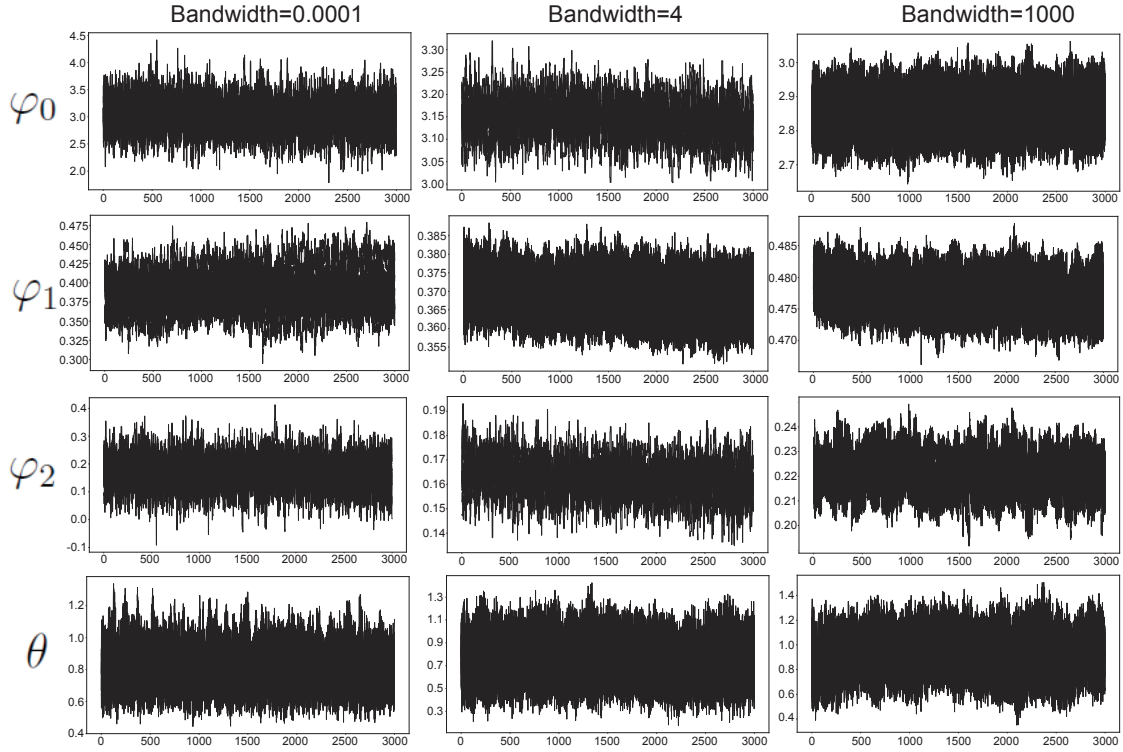 Bandwidth=0.0001 Bandwidth=4 Bandwidth=1000
φ0
4.5 4.0 3.5 3.0 2.5 2.0
0 500 1000 1500 2000 2500 3000
3.30 3.25 3.20 3.15 3.10 3.05 3.00
0 500 1000 1500 2000 2500 3000
3.0 2.9 2.8 2.7
0 500 1000 1500 2000 2500 3000
φ1
0.475 0.450 0.425 0.400 0.375 0.350 0.325 0.300
0 500 1000 1500 2000 2500 3000
0.385 0.380 0.375 0.370 0.365 0.360 0.355
0 500 1000 1500 2000 2500 3000
0.485 0.480 0.475 0.470
0 500 1000 1500 2000 2500 3000
φ2
0.4 0.3 0.2 0.1 0.0 -0.1
0 500 1000 1500 2000 2500 3000
0.19 0.18 0.17 0.16 0.15 0.14
0 500 1000 1500 2000 2500 3000
0.24 0.23 0.22 0.21 0.20
0 500 1000 1500 2000 2500 3000
θ
1.2 1.0 0.8 0.6 0.4
0 500 1000 1500 2000 2500 3000
1.3 1.1 0.9 0.7 0.5 0.3
0 500 1000 1500 2000 2500 3000
1.4 1.2 1.0 0.8 0.6 0.4
0 500 1000 1500 2000 2500 3000